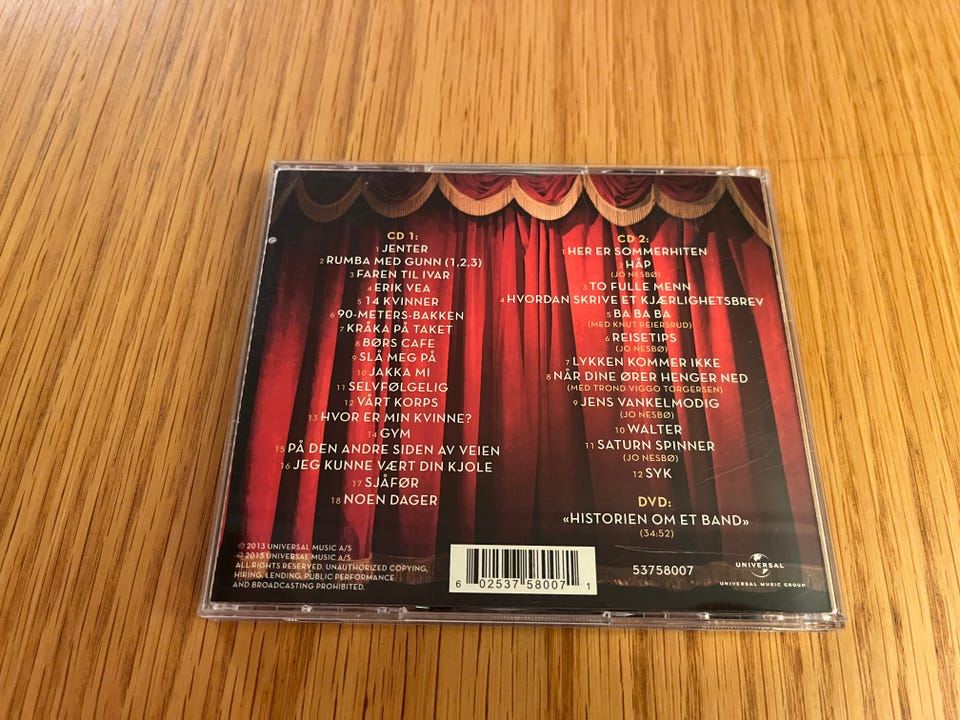 CD 1:
1 JENTER
2 RUMBA MED GUNN (1,2,3)
3 FAREN TIL IVAR
4 ERIK VEA
5 14 KVINNER
6 90-METERS-BAKKEN
7 KRÅKA PÅ TAKET
8 BØRS CAFE
9 SLÅ MEG PÅ
10 JAKKA MI
11 SELVFØLGELIG
12 VÅRT KORPS
13 HVOR ER MIN KVINNE?
14 GYM
15 PÅ DEN ANDRE SIDEN AV VEIEN
16 JEG KUNNE VÆRT DIN KJOLE
17 SJÅFØR
18 NOEN DAGER
CD 2:
1 HER ER SOMMERHITEN
2 HÅP
(JO NESBØ)
3 TO FULLE MENN
4 HVORDAN SKRIVE ET KJÆRLIGHETSBREV
5 BA BA BA
(MED KNUT REIERSRUD)
6 REISETIPS
(JO NESBØ)
7 LYKKEN KOMMER IKKE
8 NÅR DINE ØRER HENGER NED
(MED TROND VIGGO TORGERSEN)
9 JENS VANKELMODIG
(JO NESBØ)
10 WALTER
11 SATURN SPINNER
(JO NESBØ)
12 SYK
DVD:
«HISTORIEN OM ET BAND»
(34:52)
© 2013 UNIVERSAL MUSIC A/S
℗ 2013 UNIVERSAL MUSIC A/S
ALL RIGHTS RESERVED. UNAUTHORIZED COPYING,
HIRING, LENDING, PUBLIC PERFORMANCE
AND BROADCASTING PROHIBITED.
6 02537 58007 1
53758007
UNIVERSAL
UNIVERSAL MUSIC GROUP